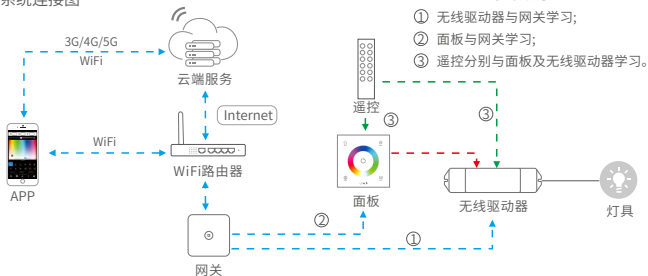 系统连接图
① 无线驱动器与网关学习;
② 面板与网关学习;
③ 遥控分别与面板及无线驱动器学习。
3G/4G/5G
WiFi
云端服务
Internet
遥控
③
③
WiFi
WiFi路由器
APP
面板
无线驱动器
灯具
②
①
网关